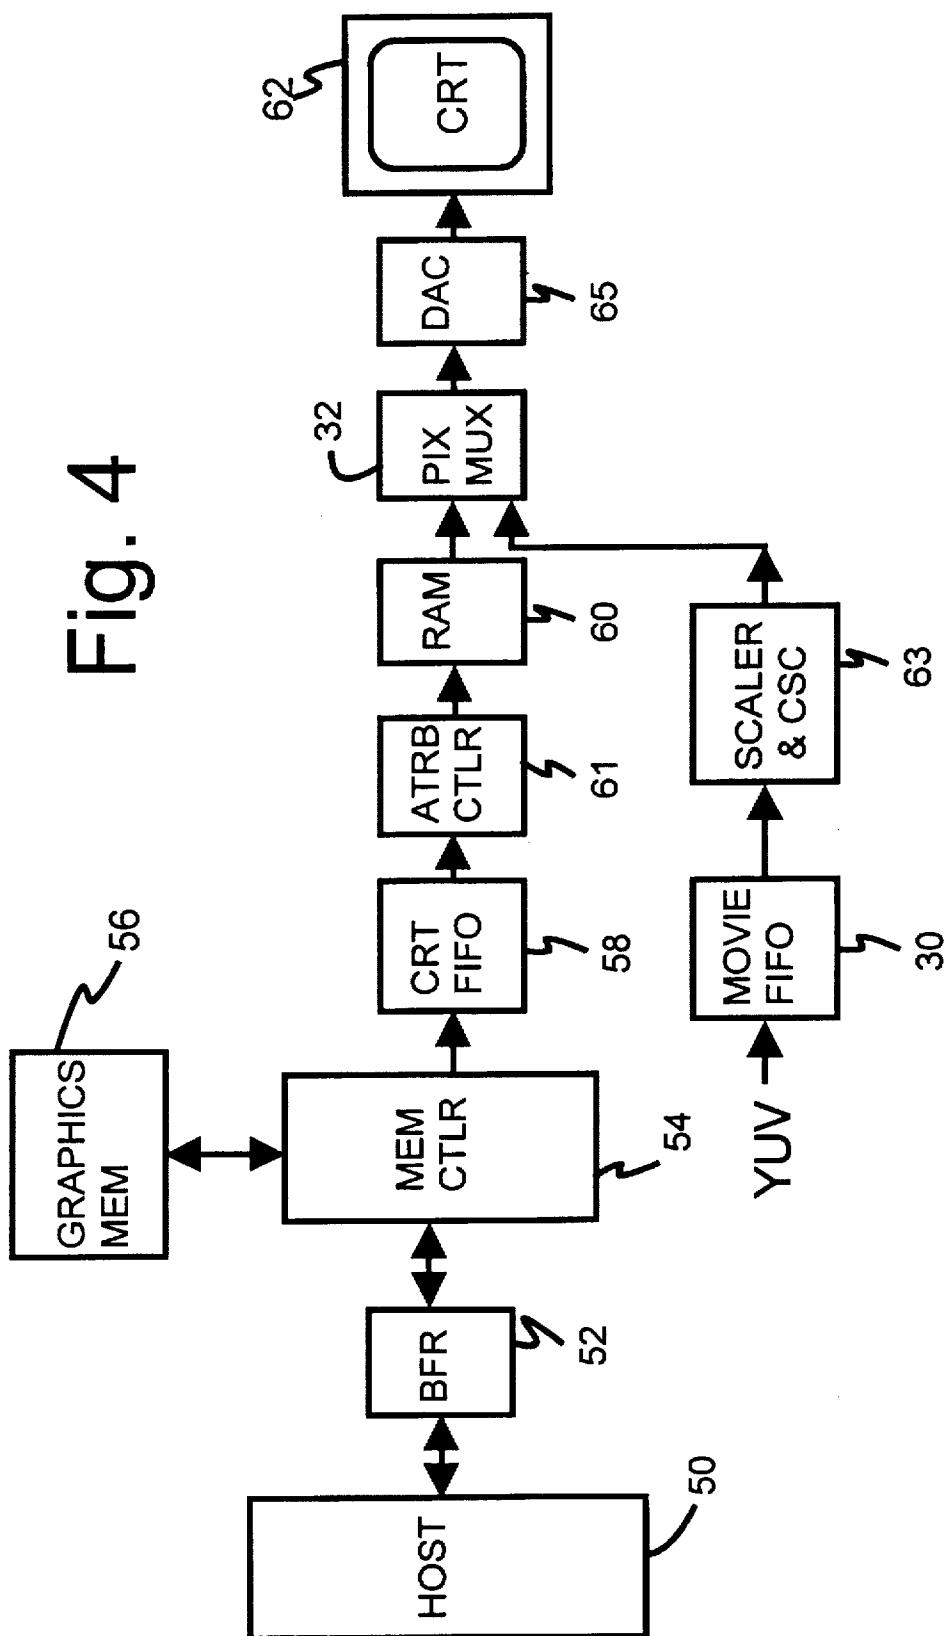 Fig. 4
GRAPHICS
MEM
56
HOST
50
BFR
52
MEM
CTLR
54
CRT
FIFO
58
ATRB
CTLR
61
RAM
60
PIX
MUX
32
DAC
65
CRT
62
YUV
MOVIE
FIFO
30
SCALER
& CSC
63